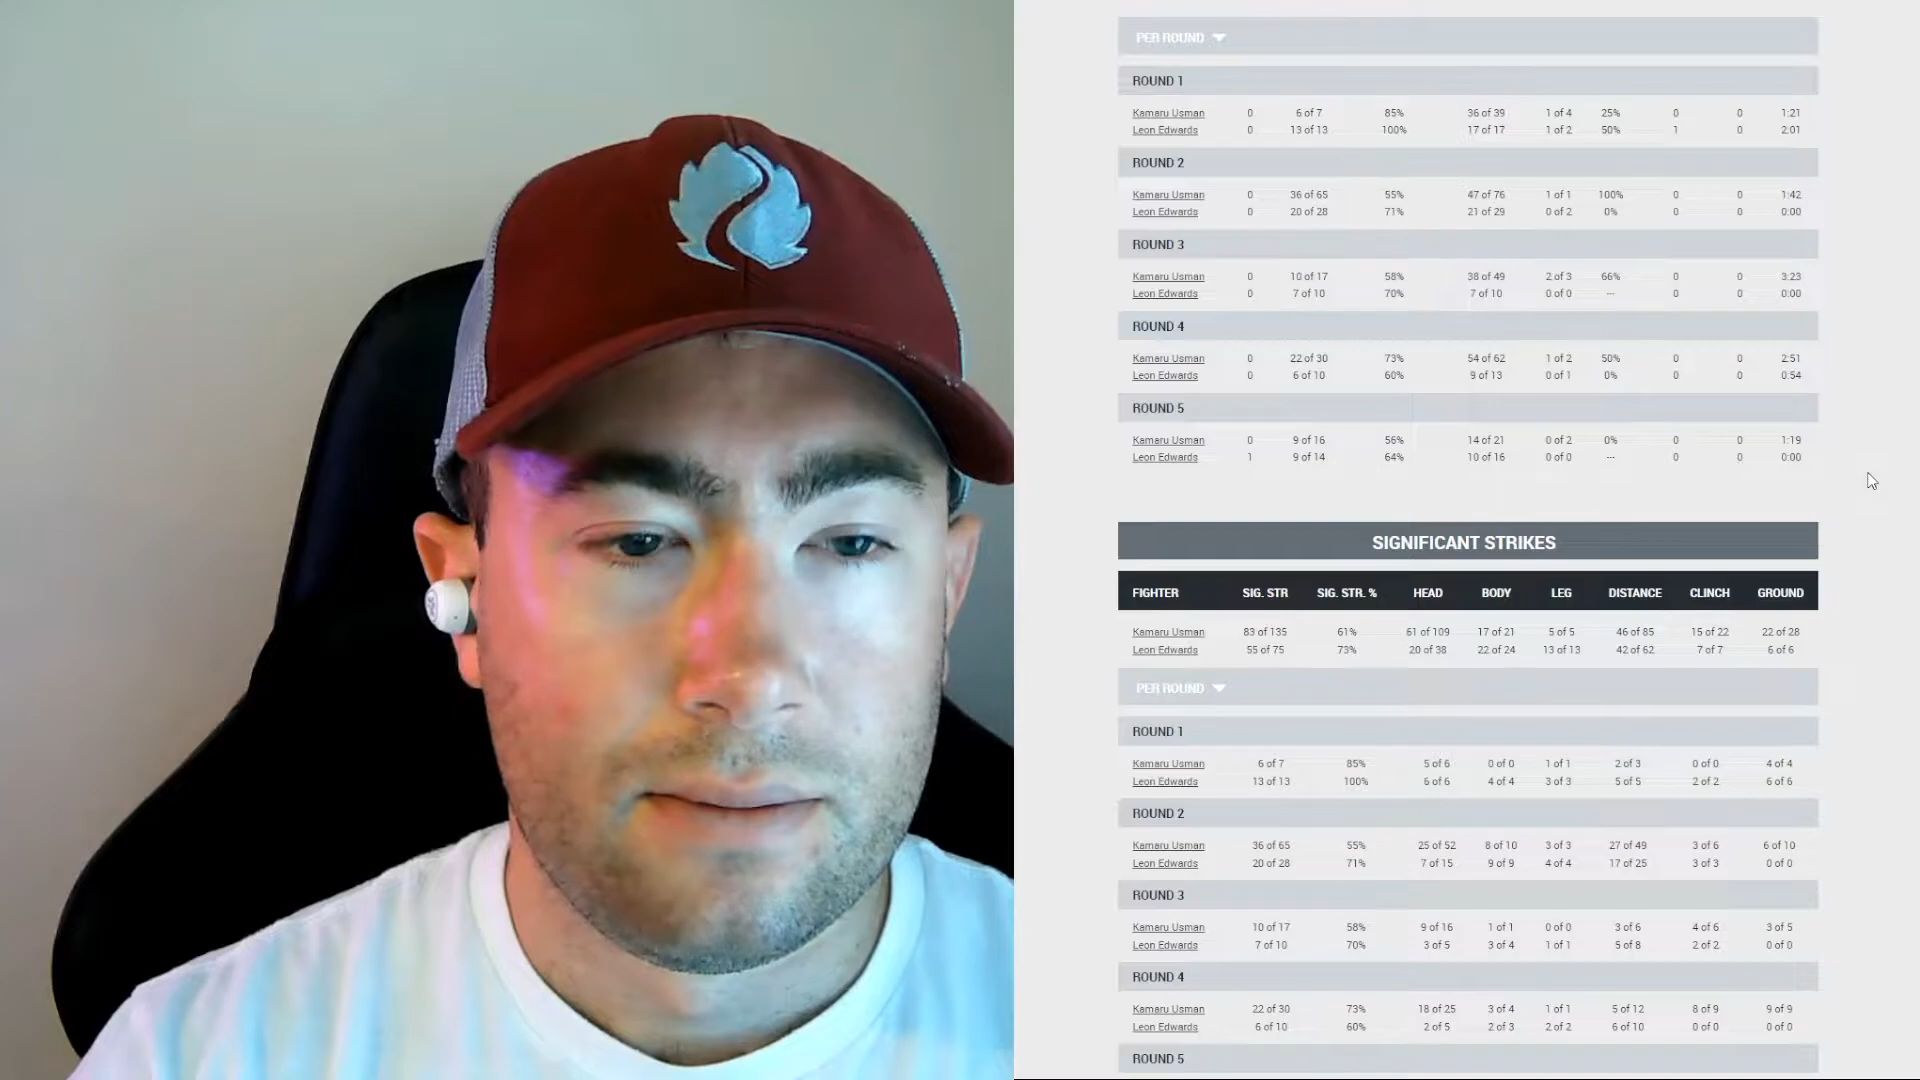 PER ROUND
ROUND 1
Kamaru Usman 0 6 of 7 85% 36 of 39 1 of 4 25% 0 0 1:21
Leon Edwards 0 13 of 13 100% 17 of 17 1 of 2 50% 1 0 2:01
ROUND 2
Kamaru Usman 0 36 of 65 55% 47 of 76 1 of 1 100% 0 0 1:42
Leon Edwards 0 20 of 28 71% 21 of 29 0 of 2 0% 0 0 0:00
ROUND 3
Kamaru Usman 0 10 of 17 58% 38 of 49 2 of 3 66% 0 0 3:23
Leon Edwards 0 7 of 10 70% 7 of 10 0 of 0 --- 0 0 0:00
ROUND 4
Kamaru Usman 0 22 of 30 73% 54 of 62 1 of 2 50% 0 0 2:51
Leon Edwards 0 6 of 10 60% 9 of 13 0 of 1 0% 0 0 0:54
ROUND 5
Kamaru Usman 0 9 of 16 56% 14 of 21 0 of 2 0% 0 0 1:19
Leon Edwards 1 9 of 14 64% 10 of 16 0 of 0 --- 0 0 0:00
SIGNIFICANT STRIKES
FIGHTER SIG. STR SIG. STR. % HEAD BODY LEG DISTANCE CLINCH GROUND
Kamaru Usman 83 of 135 61% 61 of 109 17 of 21 5 of 5 46 of 85 15 of 22 22 of 28
Leon Edwards 55 of 75 73% 20 of 38 22 of 24 13 of 13 42 of 62 7 of 7 6 of 6
PER ROUND
ROUND 1
Kamaru Usman 6 of 7 85% 5 of 6 0 of 0 1 of 1 2 of 3 0 of 0 4 of 4
Leon Edwards 13 of 13 100% 6 of 6 4 of 4 3 of 3 5 of 5 2 of 2 6 of 6
ROUND 2
Kamaru Usman 36 of 65 55% 25 of 52 8 of 10 3 of 3 27 of 49 3 of 6 6 of 10
Leon Edwards 20 of 28 71% 7 of 15 9 of 9 4 of 4 17 of 25 3 of 3 0 of 0
ROUND 3
Kamaru Usman 10 of 17 58% 9 of 16 1 of 1 0 of 0 3 of 6 4 of 6 3 of 5
Leon Edwards 7 of 10 70% 3 of 5 3 of 4 1 of 1 5 of 8 2 of 2 0 of 0
ROUND 4
Kamaru Usman 22 of 30 73% 18 of 25 3 of 4 1 of 1 5 of 12 8 of 9 9 of 9
Leon Edwards 6 of 10 60% 2 of 5 2 of 3 2 of 2 6 of 10 0 of 0 0 of 0
ROUND 5